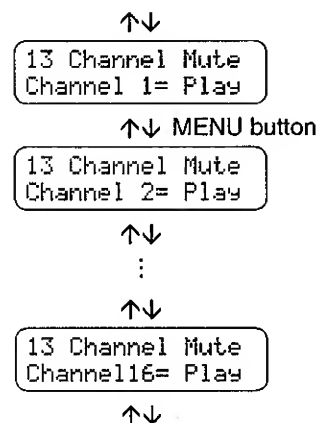 ↑↓
13 Channel Mute
Channel 1= Play
↑↓ MENU button
13 Channel Mute
Channel 2= Play
↑↓
⋮
↑↓
13 Channel Mute
Channel16= Play
↑↓